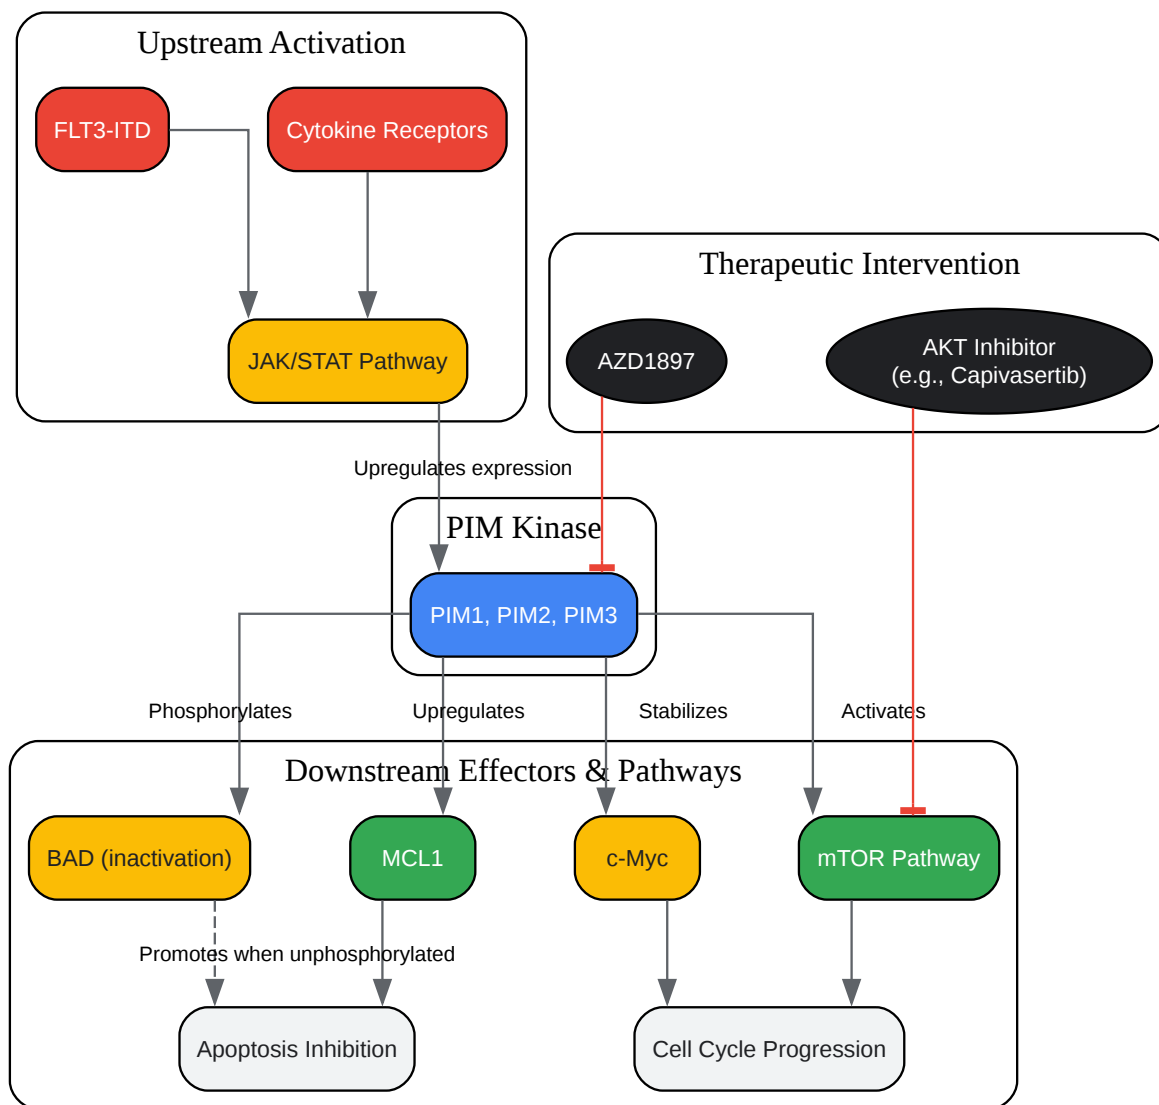 Upstream Activation
FLT3-ITD
Cytokine Receptors
Therapeutic Intervention
JAK/STAT Pathway
AZD1897
AKT Inhibitor
(e.g., Capivasertib)
Upregulates expression
PIM Kinase
PIM1, PIM2, PIM3
Phosphorylates
Upregulates
Stabilizes
Activates
Downstream Effectors & Pathways
BAD (inactivation)
MCL1
c-Myc
mTOR Pathway
Promotes when unphosphorylated
Apoptosis Inhibition
Cell Cycle Progression